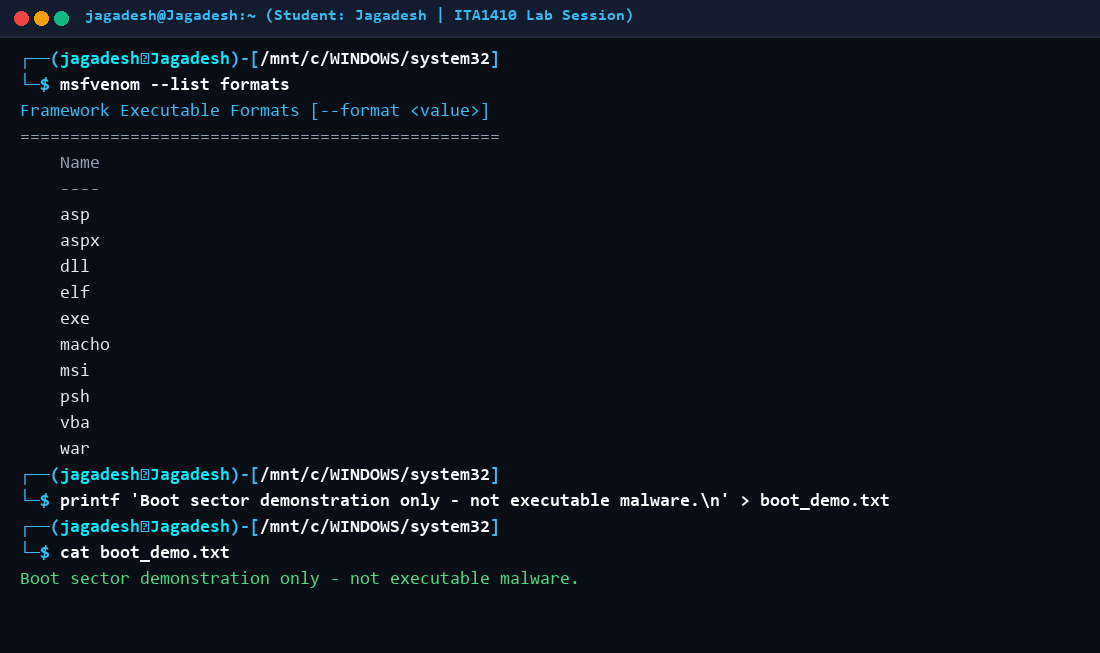 jagadesh@Jagadesh:~ (Student: Jagadesh | ITA1410 Lab Session)
┌──(jagadesh㉿Jagadesh)-[/mnt/c/WINDOWS/system32]
└─$ msfvenom --list formats
Framework Executable Formats [--format <value>]
================================================
    Name
    ----
    asp
    aspx
    dll
    elf
    exe
    macho
    msi
    psh
    vba
    war
┌──(jagadesh㉿Jagadesh)-[/mnt/c/WINDOWS/system32]
└─$ printf 'Boot sector demonstration only - not executable malware.\n' > boot_demo.txt
┌──(jagadesh㉿Jagadesh)-[/mnt/c/WINDOWS/system32]
└─$ cat boot_demo.txt
Boot sector demonstration only - not executable malware.